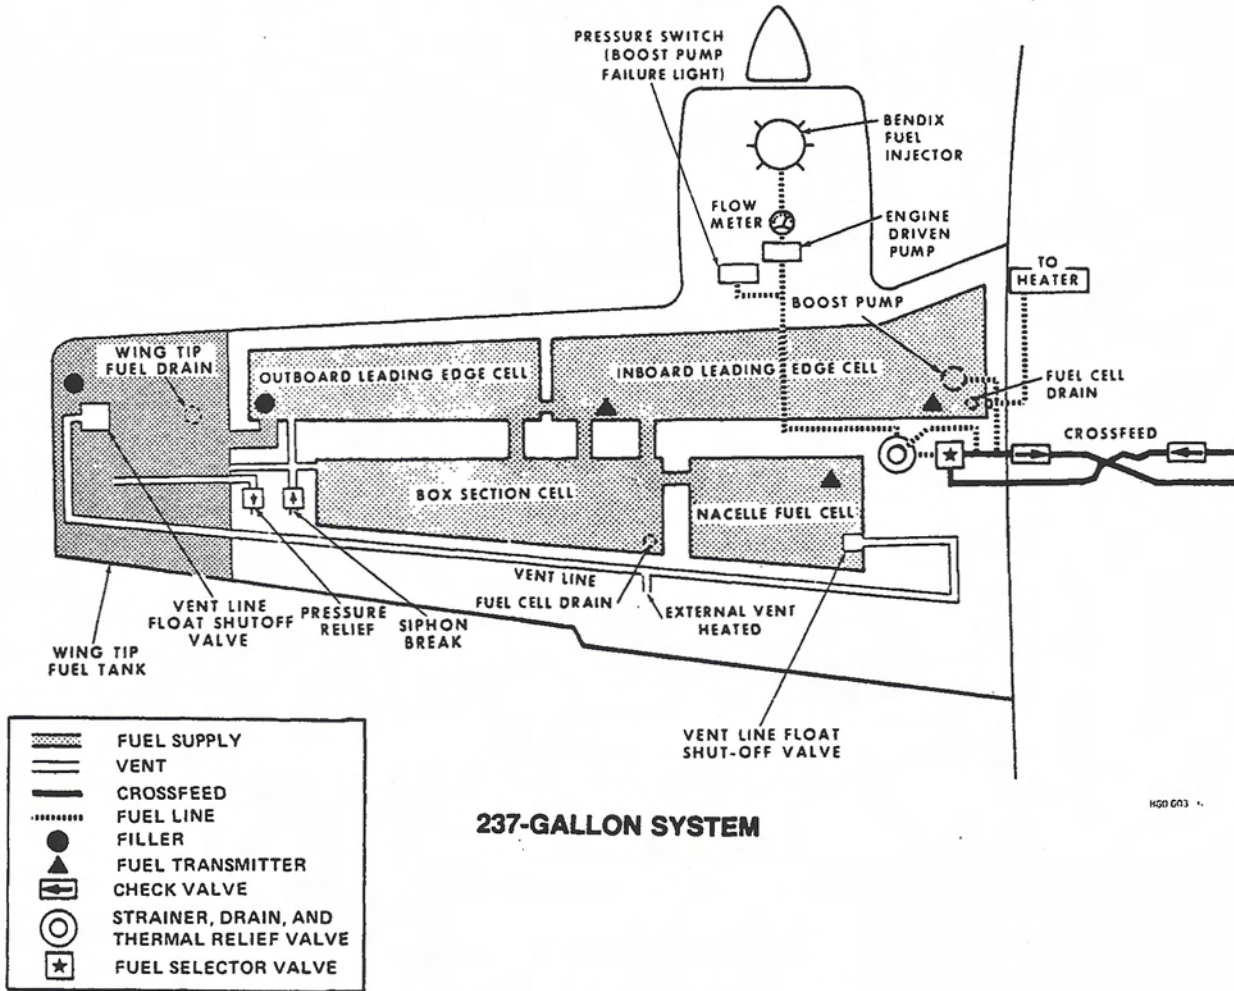 PRESSURE SWITCH
(BOOST PUMP
FAILURE LIGHT)
BENDIX
FUEL
INJECTOR
FLOW
METER
ENGINE
DRIVEN
PUMP
TO
HEATER
BOOST PUMP
WING TIP
FUEL DRAIN
OUTBOARD LEADING EDGE CELL
INBOARD LEADING EDGE CELL
FUEL CELL
DRAIN
CROSSFEED
BOX SECTION CELL
NACELLE FUEL CELL
VENT LINE
FUEL CELL DRAIN
EXTERNAL VENT
HEATED
VENT LINE
FLOAT SHUTOFF
VALVE
PRESSURE
RELIEF
SIPHON
BREAK
WING TIP
FUEL TANK
VENT LINE FLOAT
SHUT-OFF VALVE
FUEL SUPPLY
VENT
CROSSFEED
FUEL LINE
FILLER
FUEL TRANSMITTER
CHECK VALVE
STRAINER, DRAIN, AND
THERMAL RELIEF VALVE
FUEL SELECTOR VALVE
237-GALLON SYSTEM